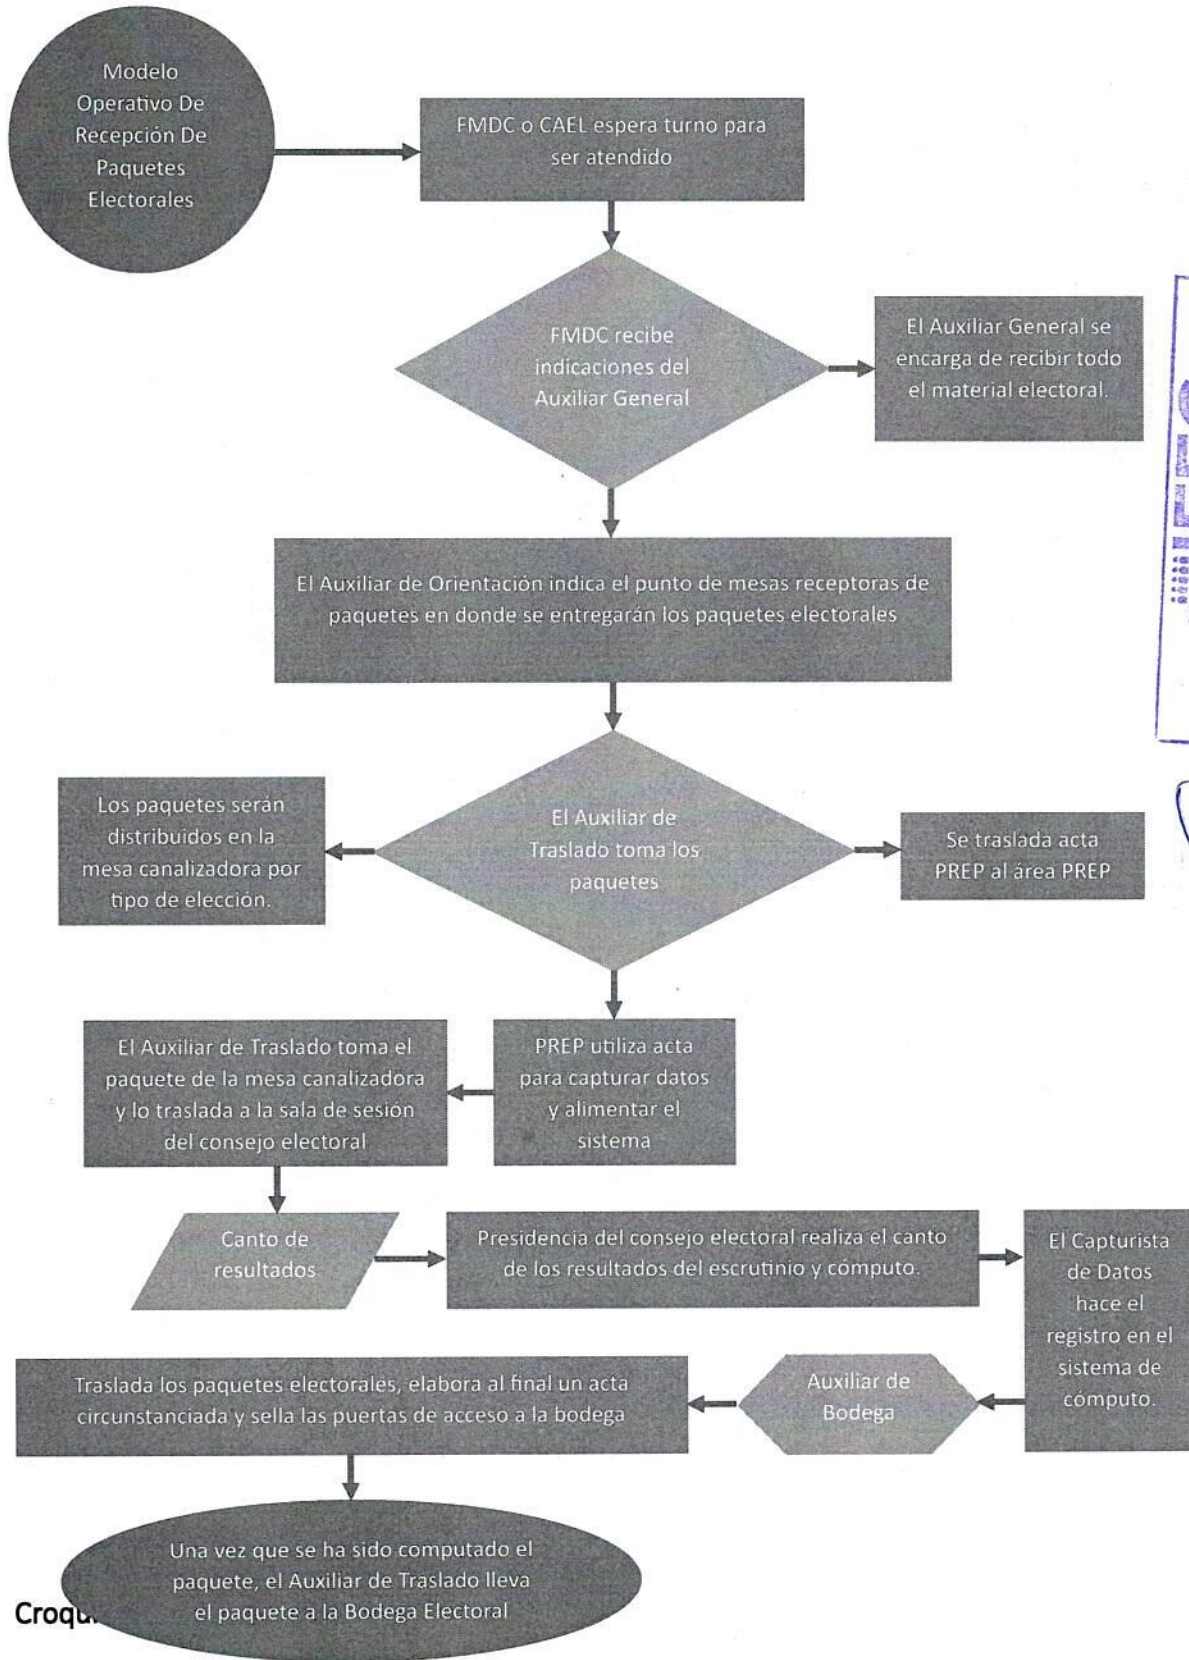 Modelo
Operativo De
Recepción De
Paquetes
Electorales
FMDC o CAEL espera turno para
ser atendido
FMDC recibe
indicaciones del
Auxiliar General
El Auxiliar General se
encarga de recibir todo
el material electoral.
El Auxiliar de Orientación indica el punto de mesas receptoras de
paquetes en donde se entregarán los paquetes electorales
Los paquetes serán
distribuidos en la
mesa canalizadora por
tipo de elección.
El Auxiliar de
Traslado toma los
paquetes
Se traslada acta
PREP al área PREP
El Auxiliar de Traslado toma el
paquete de la mesa canalizadora
y lo traslada a la sala de sesión
del consejo electoral
PREP utiliza acta
para capturar datos
y alimentar el
sistema
Canto de
resultados
Presidencia del consejo electoral realiza el canto
de los resultados del escrutinio y cómputo.
El Capturista
de Datos
hace el
registro en el
sistema de
cómputo.
Traslada los paquetes electorales, elabora al final un acta
circunstanciada y sella las puertas de acceso a la bodega
Auxiliar de
Bodega
Una vez que se ha sido computado el
paquete, el Auxiliar de Traslado lleva
el paquete a la Bodega Electoral